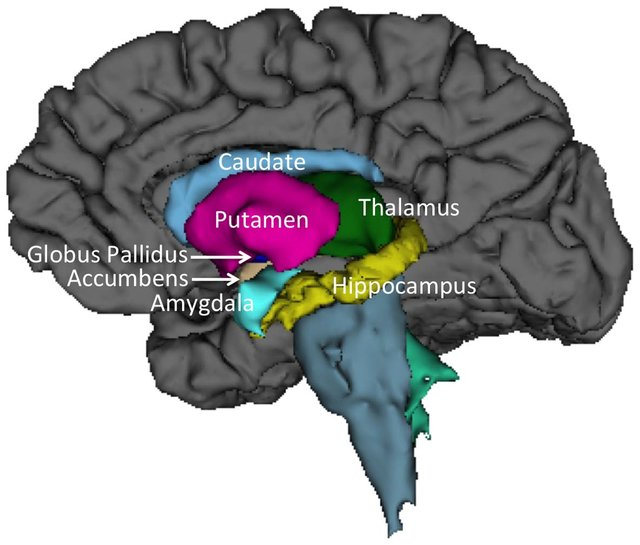 Caudate
Putamen
Thalamus
Globus Pallidus
Accumbens
Amygdala
Hippocampus